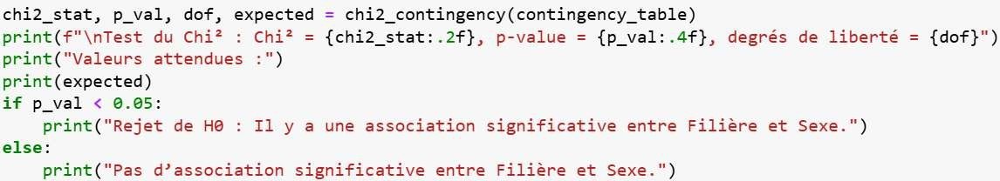 chi2_stat, p_val, dof, expected = chi2_contingency(contingency_table)
print(f"\nTest du Chi² : Chi² = {chi2_stat:.2f}, p-value = {p_val:.4f}, degrés de liberté = {dof}")
print("Valeurs attendues :")
print(expected)
if p_val < 0.05:
    print("Rejet de H0 : Il y a une association significative entre Filière et Sexe.")
else:
    print("Pas d’association significative entre Filière et Sexe.")